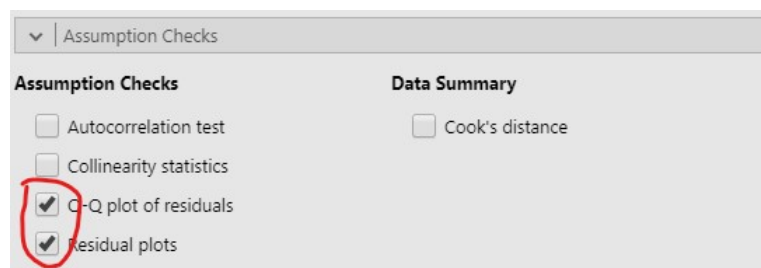 Assumption Checks
Assumption Checks
Data Summary
Autocorrelation test
Cook's distance
Collinearity statistics
Q-Q plot of residuals
Residual plots